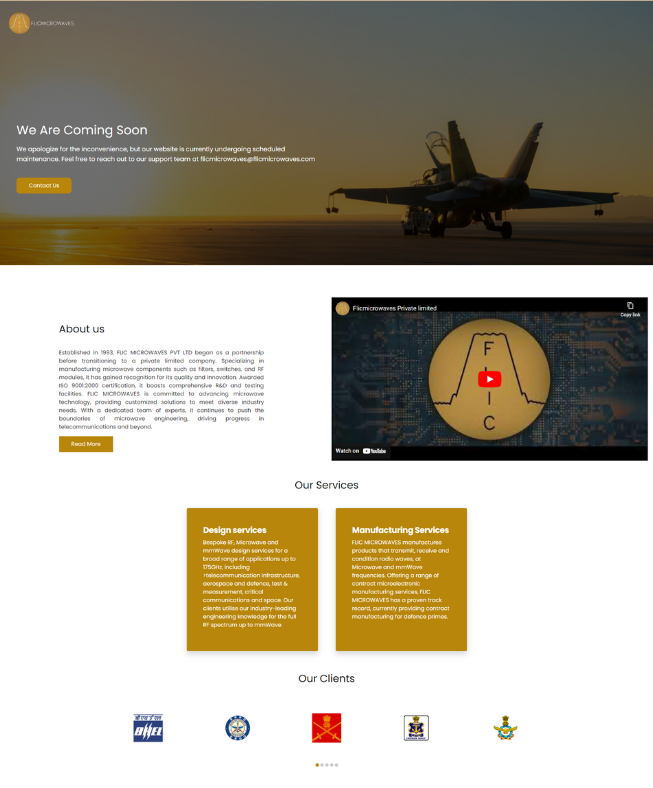 FLICMICROWAVES
We Are Coming Soon
We apologize for the inconvenience, but our website is currently undergoing scheduled
maintenance. Feel free to reach out to our support team at flicmicrowaves@flicmicrowaves.com
Contact Us
About us
Established in 1993, FLIC MICROWAVES PVT LTD began as a partnership
before transitioning to a private limited company. Specializing in
manufacturing microwave components such as filters, switches, and RF
modules, it has gained recognition for its quality and innovation. Awarded
ISO 9001:2000 certification, it boasts comprehensive R&D and testing
facilities. FLIC MICROWAVES is committed to advancing microwave
technology, providing customized solutions to meet diverse industry
needs. With a dedicated team of experts, it continues to push the
boundaries of microwave engineering, driving progress in
telecommunications and beyond.
Read More
Flicmicrowaves Private limited
Copy link
F
L
I
C
Watch on YouTube
Our Services
Design services
Bespoke RF, Microwave and
mmWave design services for a
broad range of applications up to
175GHz, including
telecommunication infrastructure,
aerospace and defence, test &
measurement, critical
communications and space. Our
clients utilise our industry-leading
engineering knowledge for the full
RF spectrum up to mmWave
Manufacturing Services
FLIC MICROWAVES manufactures
products that transmit, receive and
condition radio waves, at
Microwave and mmWave
frequencies. Offering a range of
contract microelectronic
manufacturing services, FLIC
MICROWAVES has a proven track
record, currently providing contract
manufacturing for defence primes.
Our Clients
BHEL